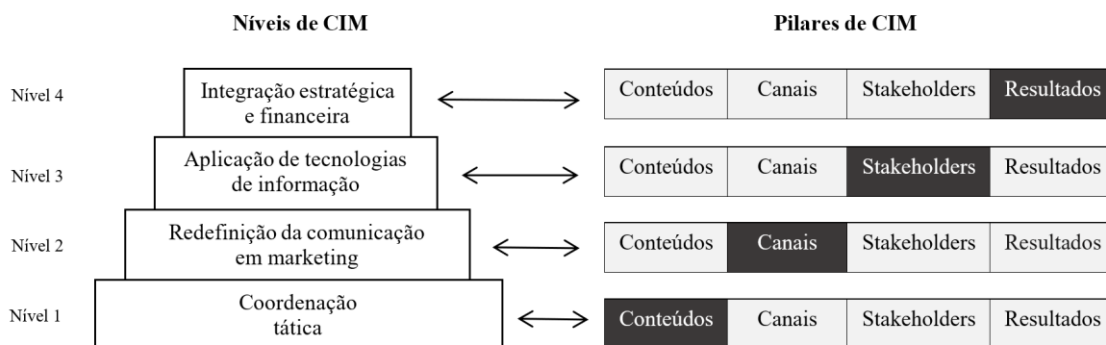 Níveis de CIM
Pilares de CIM
Nível 4
Integração estratégica
e financeira
Conteúdos Canais Stakeholders Resultados
Nível 3
Aplicação de tecnologias
de informação
Conteúdos Canais Stakeholders Resultados
Nível 2
Redefinição da comunicação
em marketing
Conteúdos Canais Stakeholders Resultados
Nível 1
Coordenação
tática
Conteúdos Canais Stakeholders Resultados